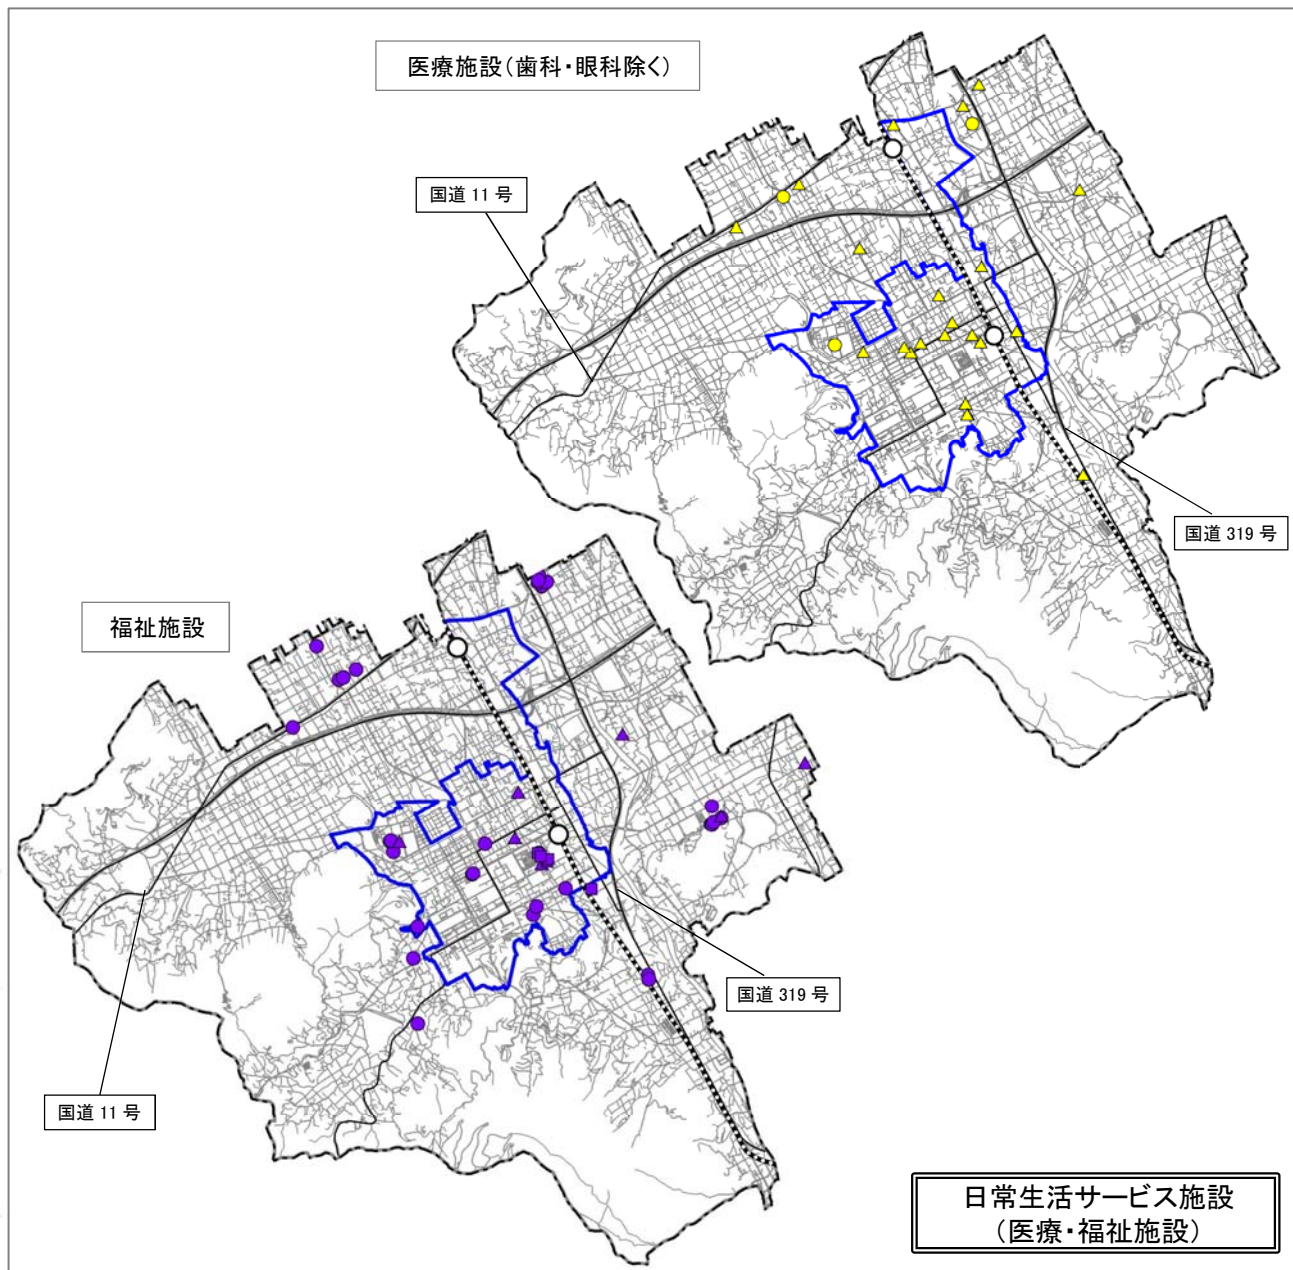 医療施設(歯科・眼科除く)
国道 11 号
国道 319 号
福祉施設
国道 319 号
国道 11 号
日常生活サービス施設
(医療・福祉施設)